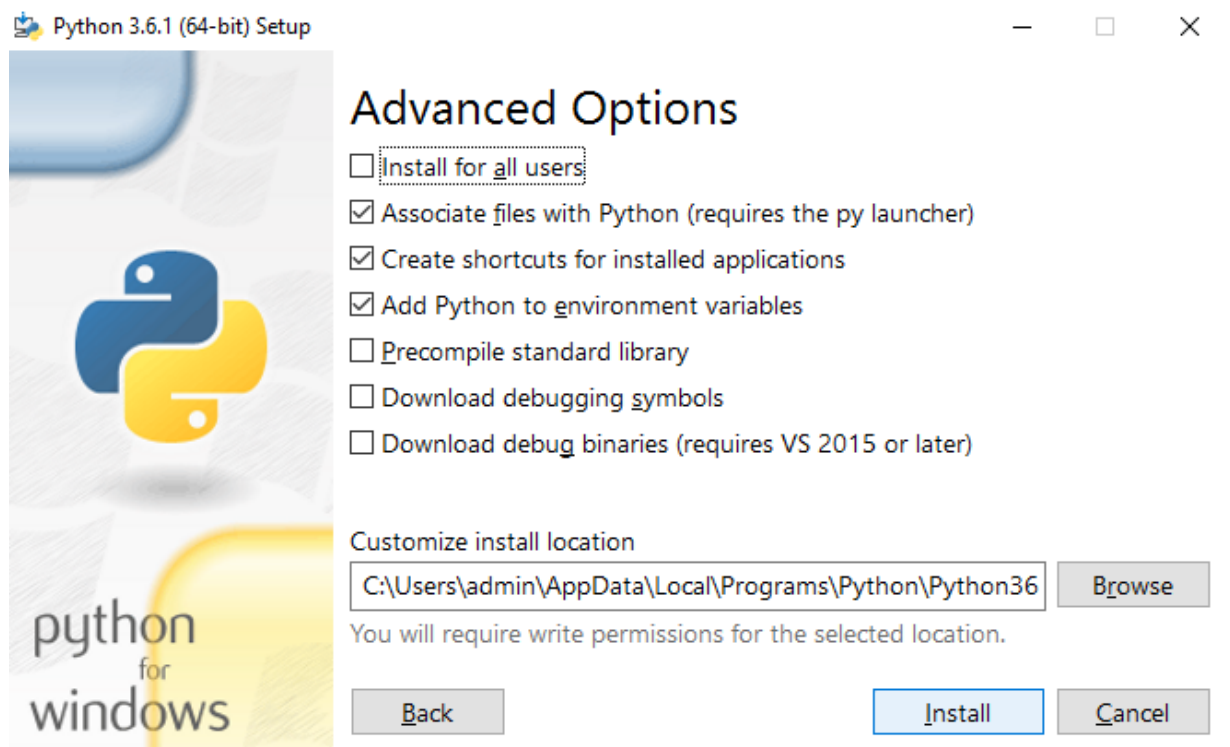 Python 3.6.1 (64-bit) Setup
Advanced Options
Install for all users
Associate files with Python (requires the py launcher)
Create shortcuts for installed applications
Add Python to environment variables
Precompile standard library
Download debugging symbols
Download debug binaries (requires VS 2015 or later)
Customize install location
C:\Users\admin\AppData\Local\Programs\Python\Python36
Browse
You will require write permissions for the selected location.
python
for
windows
Back
Install
Cancel